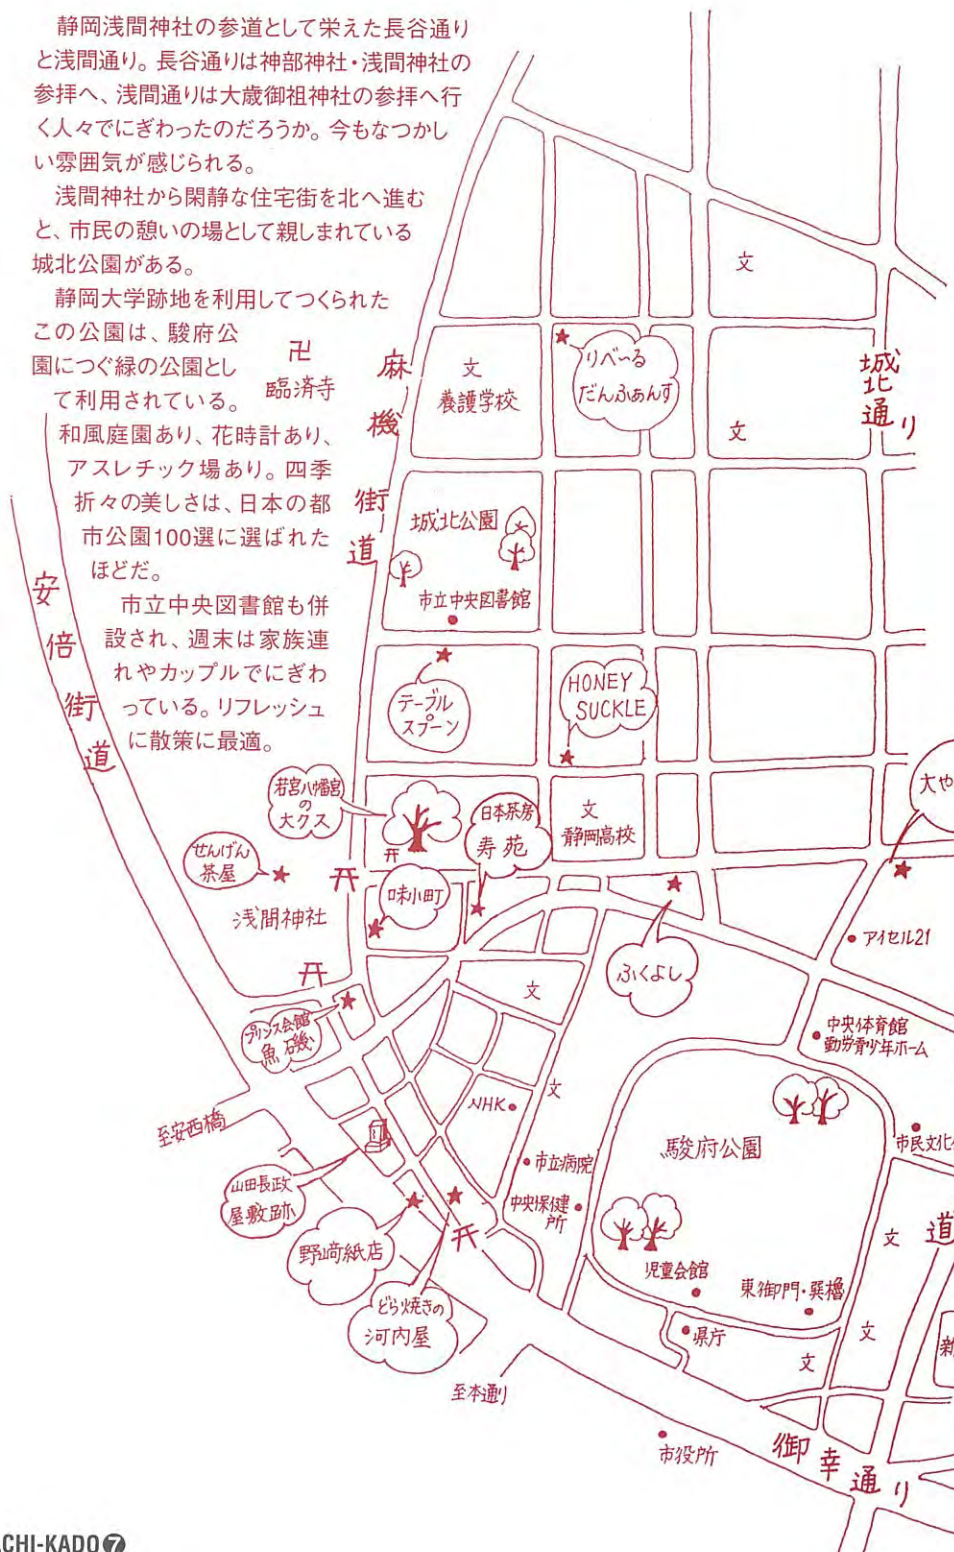 静岡浅間神社の参道として栄えた長谷通り
と浅間通り。長谷通りは神部神社・浅間神社の
参拝へ、浅間通りは大歳御祖神社の参拝へ行
く人々でにぎわったのだろうか。今もなつかし
い雰囲気が感じられる。
浅間神社から閑静な住宅街を北へ進む
と、市民の憩いの場として親しまれている
城北公園がある。
静岡大学跡地を利用してつくられた
この公園は、駿府公
園につぐ緑の公園とし
て利用されている。
和風庭園あり、花時計あり、
アスレチック場あり。四季
折々の美しさは、日本の都
市公園100選に選ばれた
ほどだ。
市立中央図書館も併
設され、週末は家族連
れやカップルでにぎわ
っている。リフレッシュ
に散策に最適。
卍
臨済寺
麻機街道
安倍街道
城北通り
文
文
養護学校
りべ〜る
だんふぁんす
文
城北公園
市立中央図書館
テーブル
スプーン
HONEY
SUCKLE
若宮八幡宮
の
大クス
日本茶房
寿苑
文
静岡高校
大や
せんげん
茶屋
浅間神社
味小町
ふくよし
アイセル21
文
プリンス会館
魚磯
中央体育館
勤労青少年ホーム
至安西橋
NHK
文
駿府公園
市民文化
市立病院
山田長政
屋敷跡
中央保健
所
野崎紙店
文
道
児童会館
東御門・巽櫓
どら焼きの
河内屋
県庁
文
文
新
至本通り
市役所
御幸通り
ACHI-KADO 7